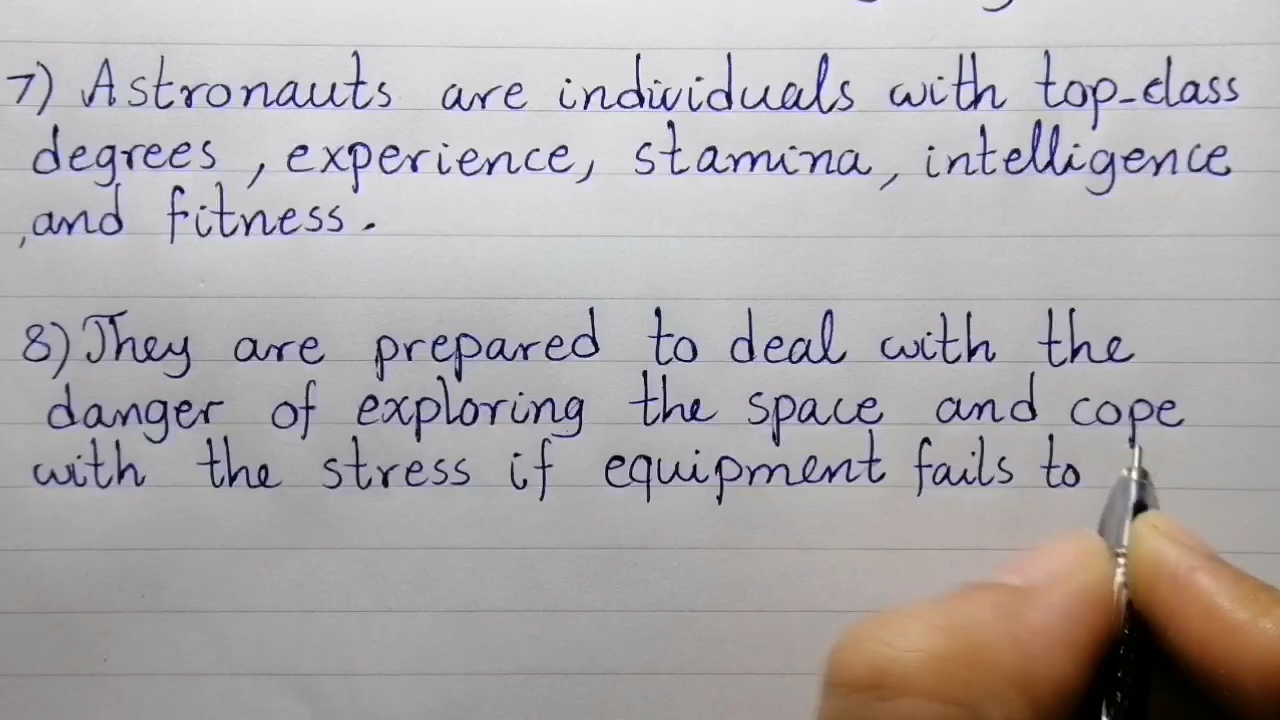 7) Astronauts are individuals with top-class
degrees, experience, stamina, intelligence
,and fitness.
8) They are prepared to deal with the
danger of exploring the space and cope
with the stress if equipment fails to